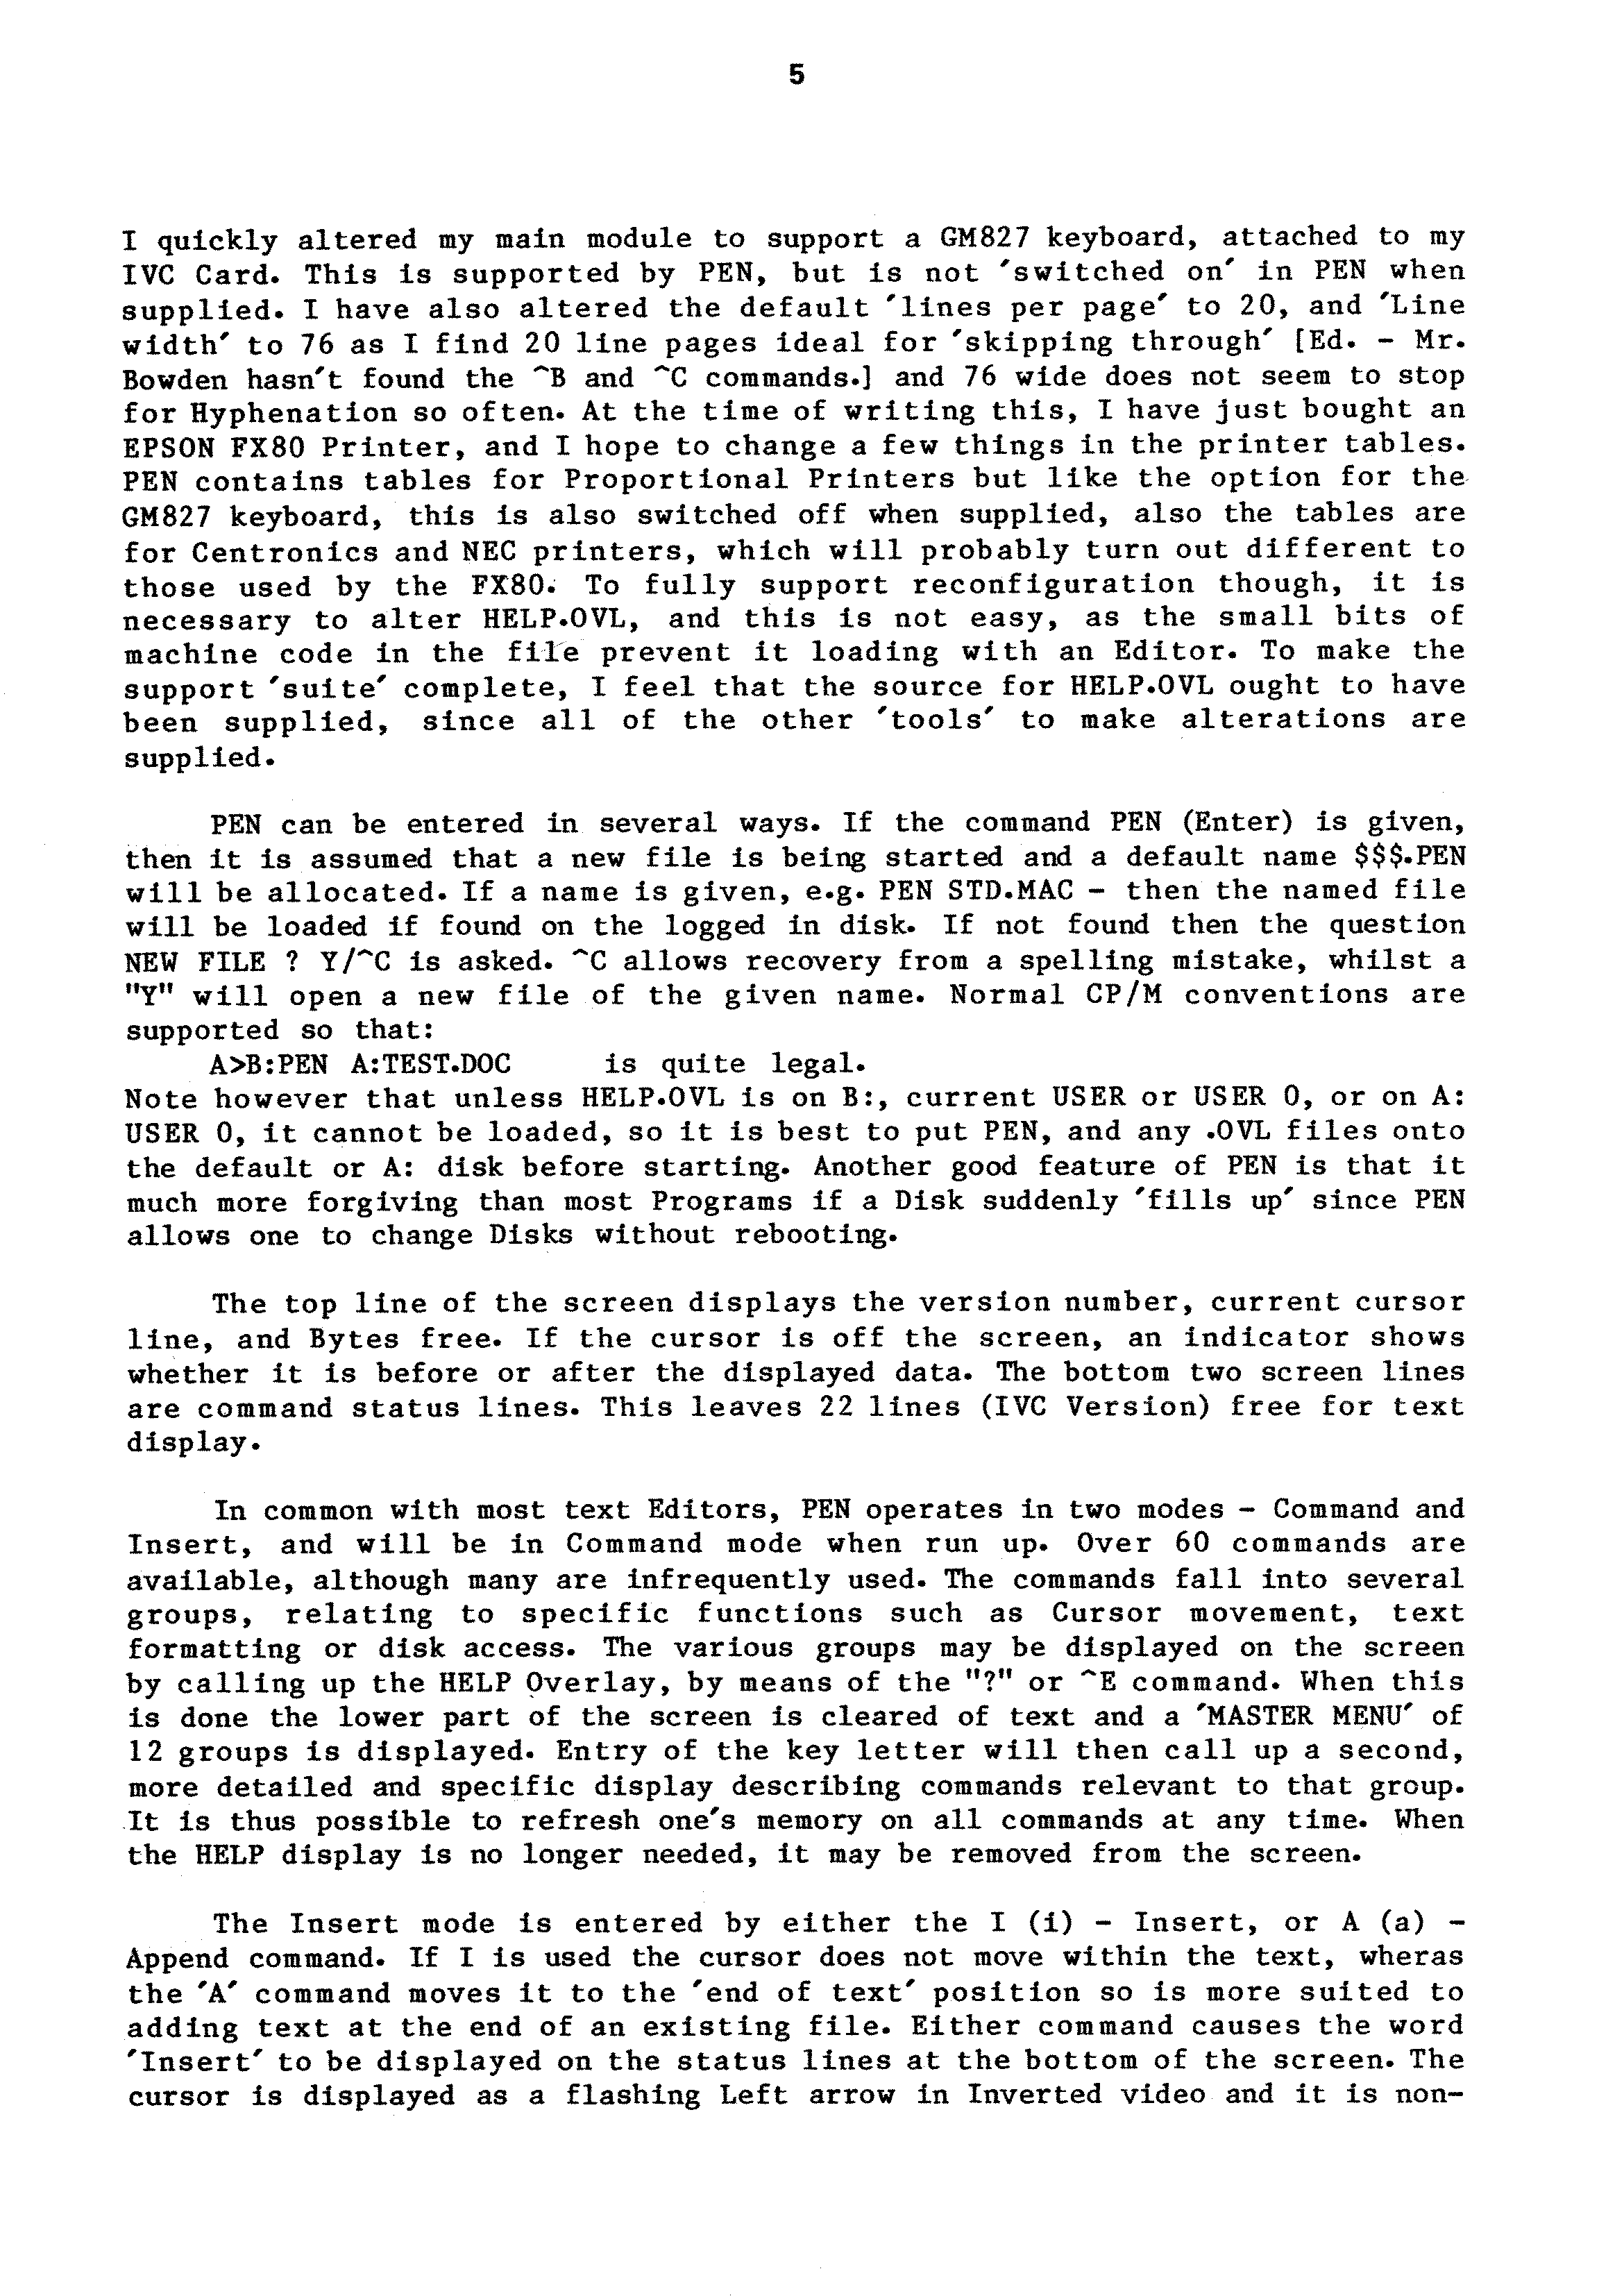 5
I quickly altered my main module to support a GM827 keyboard, attached to my
IVC Card. This is supported by PEN, but is not 'switched on' in PEN when
supplied. I have also altered the default 'lines per page' to 20, and 'Line
width' to 76 as I find 20 line pages ideal for 'skipping through' [Ed. - Mr.
Bowden hasn't found the ^B and ^C commands.] and 76 wide does not seem to stop
for Hyphenation so often. At the time of writing this, I have just bought an
EPSON FX80 Printer, and I hope to change a few things in the printer tables.
PEN contains tables for Proportional Printers but like the option for the
GM827 keyboard, this is also switched off when supplied, also the tables are
for Centronics and NEC printers, which will probably turn out different to
those used by the FX80. To fully support reconfiguration though, it is
necessary to alter HELP.OVL, and this is not easy, as the small bits of
machine code in the file prevent it loading with an Editor. To make the
support 'suite' complete, I feel that the source for HELP.OVL ought to have
been supplied, since all of the other 'tools' to make alterations are
supplied.
PEN can be entered in several ways. If the command PEN (Enter) is given,
then it is assumed that a new file is being started and a default name $$$.PEN
will be allocated. If a name is given, e.g. PEN STD.MAC - then the named file
will be loaded if found on the logged in disk. If not found then the question
NEW FILE ? Y/^C is asked. ^C allows recovery from a spelling mistake, whilst a
"Y" will open a new file of the given name. Normal CP/M conventions are
supported so that:
A>B:PEN A:TEST.DOC is quite legal.
Note however that unless HELP.OVL is on B:, current USER or USER 0, or on A:
USER 0, it cannot be loaded, so it is best to put PEN, and any .OVL files onto
the default or A: disk before starting. Another good feature of PEN is that it
much more forgiving than most Programs if a Disk suddenly 'fills up' since PEN
allows one to change Disks without rebooting.
The top line of the screen displays the version number, current cursor
line, and Bytes free. If the cursor is off the screen, an indicator shows
whether it is before or after the displayed data. The bottom two screen lines
are command status lines. This leaves 22 lines (IVC Version) free for text
display.
In common with most text Editors, PEN operates in two modes - Command and
Insert, and will be in Command mode when run up. Over 60 commands are
available, although many are infrequently used. The commands fall into several
groups, relating to specific functions such as Cursor movement, text
formatting or disk access. The various groups may be displayed on the screen
by calling up the HELP Overlay, by means of the "?" or ^E command. When this
is done the lower part of the screen is cleared of text and a 'MASTER MENU' of
12 groups is displayed. Entry of the key letter will then call up a second,
more detailed and specific display describing commands relevant to that group.
It is thus possible to refresh one's memory on all commands at any time. When
the HELP display is no longer needed, it may be removed from the screen.
The Insert mode is entered by either the I (i) - Insert, or A (a) -
Append command. If I is used the cursor does not move within the text, wheras
the 'A' command moves it to the 'end of text' position so is more suited to
adding text at the end of an existing file. Either command causes the word
'Insert' to be displayed on the status lines at the bottom of the screen. The
cursor is displayed as a flashing Left arrow in Inverted video and it is non-